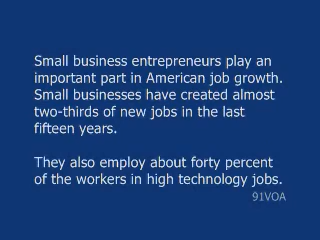 Small business entrepreneurs play an
important part in American job growth.
Small businesses have created almost
two-thirds of new jobs in the last
fifteen years.
They also employ about forty percent
of the workers in high technology jobs.
91VOA